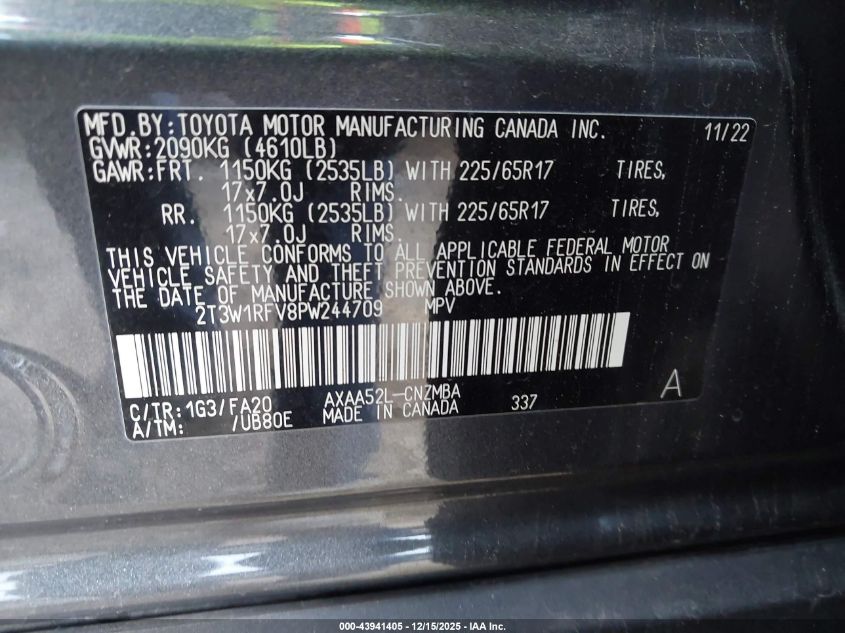 MFD.BY:TOYOTA MOTOR MANUFACTURING CANADA INC. 11/22
GVWR:2090KG (4610LB)
GAWR:FRT. 1150KG (2535LB) WITH 225/65R17 TIRES,
17x7.0J RIMS.
RR. 1150KG (2535LB) WITH 225/65R17 TIRES,
17x7.0J RIMS.
THIS VEHICLE CONFORMS TO ALL APPLICABLE FEDERAL MOTOR
VEHICLE SAFETY AND THEFT PREVENTION STANDARDS IN EFFECT ON
THE DATE OF MANUFACTURE SHOWN ABOVE.
2T3W1RFV8PW244709 MPV
C/TR:1G3/FA20 AXAA52L-CNZMBA 337 A
A/TM: /UB80E MADE IN CANADA
000-43941405 - 12/15/2025 - IAA Inc.